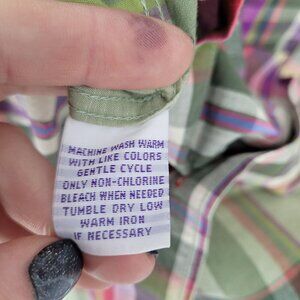 MACHINE WASH WARM
WITH LIKE COLORS
GENTLE CYCLE
ONLY NON-CHLORINE
BLEACH WHEN NEEDED
TUMBLE DRY LOW
WARM IRON
IF NECESSARY